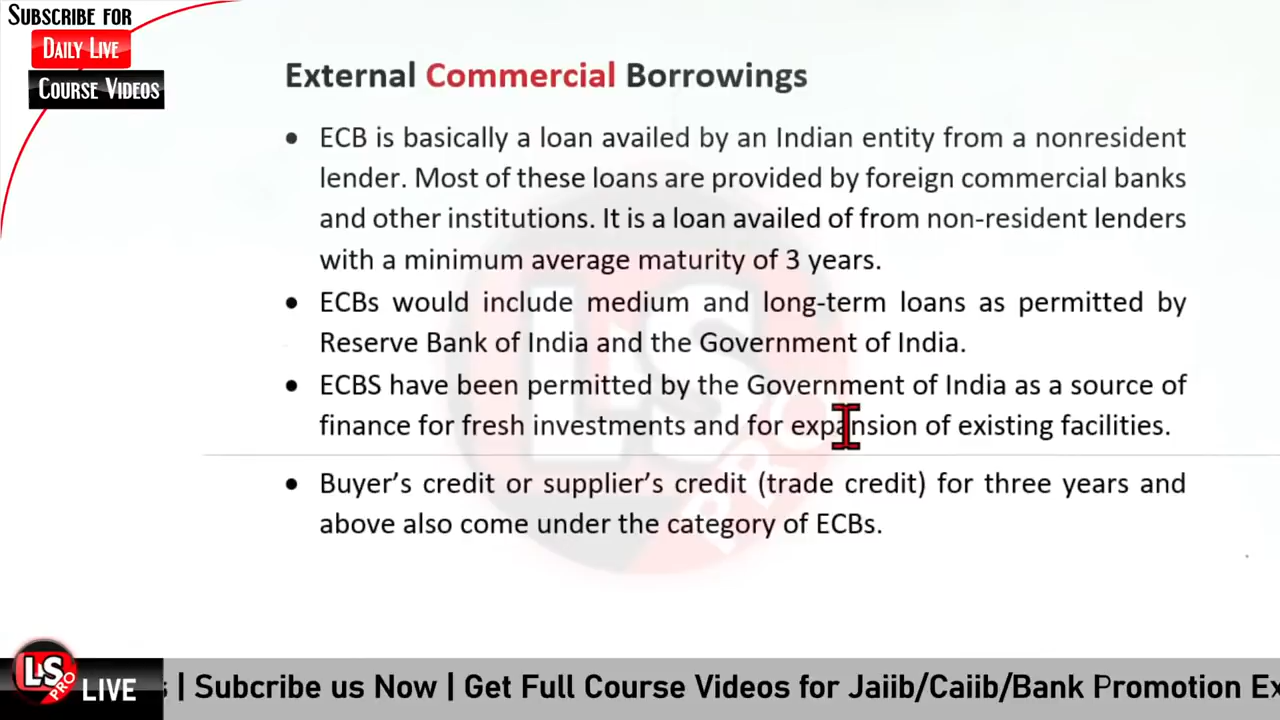 SUBSCRIBE FOR
DAILY LIVE
COURSE VIDEOS
External Commercial Borrowings
• ECB is basically a loan availed by an Indian entity from a nonresident
lender. Most of these loans are provided by foreign commercial banks
and other institutions. It is a loan availed of from non-resident lenders
with a minimum average maturity of 3 years.
• ECBs would include medium and long-term loans as permitted by
Reserve Bank of India and the Government of India.
• ECBS have been permitted by the Government of India as a source of
finance for fresh investments and for expansion of existing facilities.
• Buyer’s credit or supplier’s credit (trade credit) for three years and
above also come under the category of ECBs.
LS
PRO
LS
PRO
LIVE
| Subcribe us Now | Get Full Course Videos for Jaiib/Caiib/Bank Promotion